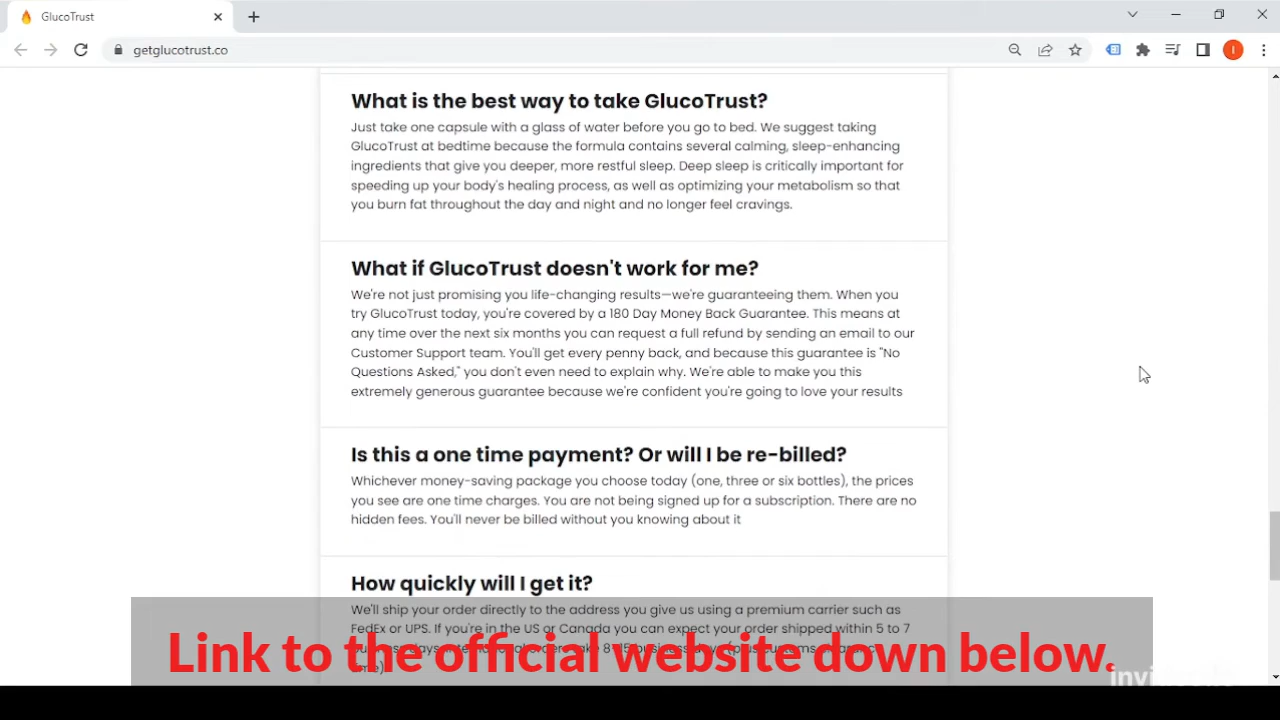 GlucoTrust
getglucotrust.co
What is the best way to take GlucoTrust?
Just take one capsule with a glass of water before you go to bed. We suggest taking
GlucoTrust at bedtime because the formula contains several calming, sleep-enhancing
ingredients that give you deeper, more restful sleep. Deep sleep is critically important for
speeding up your body's healing process, as well as optimizing your metabolism so that
you burn fat throughout the day and night and no longer feel cravings.
What if GlucoTrust doesn't work for me?
We're not just promising you life-changing results—we're guaranteeing them. When you
try GlucoTrust today, you're covered by a 180 Day Money Back Guarantee. This means at
any time over the next six months you can request a full refund by sending an email to our
Customer Support team. You'll get every penny back, and because this guarantee is "No
Questions Asked," you don't even need to explain why. We're able to make you this
extremely generous guarantee because we're confident you're going to love your results
Is this a one time payment? Or will I be re-billed?
Whichever money-saving package you choose today (one, three or six bottles), the prices
you see are one time charges. You are not being signed up for a subscription. There are no
hidden fees. You'll never be billed without you knowing about it
How quickly will I get it?
We'll ship your order directly to the address you give us using a premium carrier such as
FedEx or UPS. If you're in the US or Canada you can expect your order shipped within 5 to 7
Link to the official website down below.